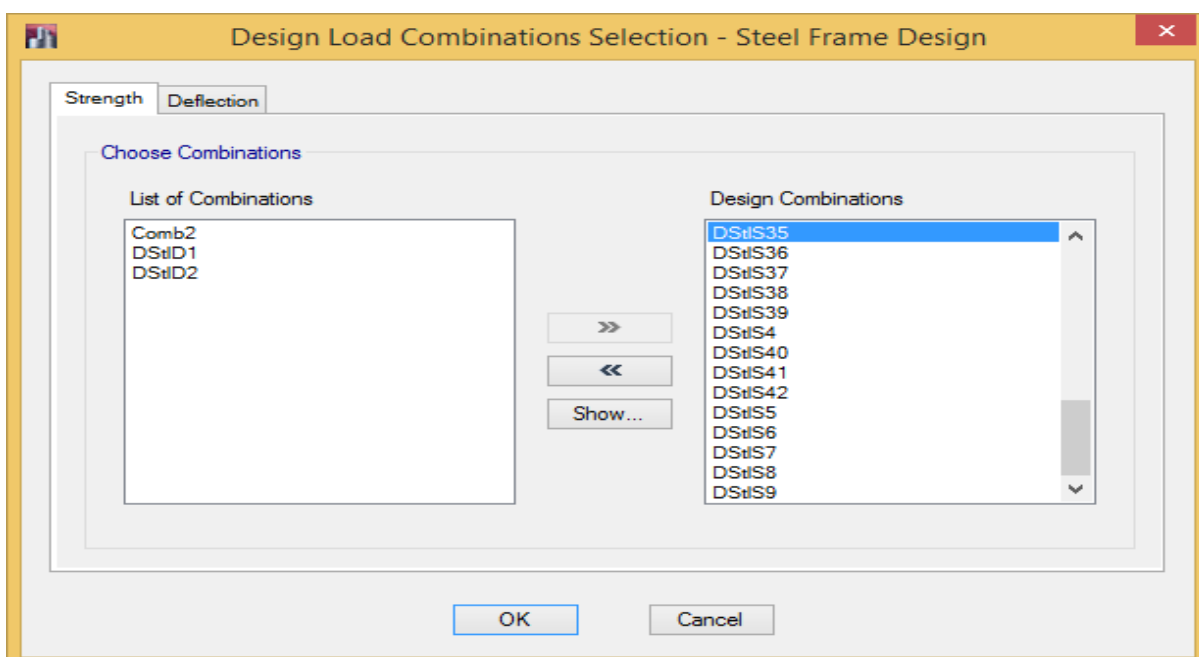 Design Load Combinations Selection - Steel Frame Design
Strength
Deflection
Choose Combinations
List of Combinations
Comb2
DStlD1
DStlD2
>>
<<
Show...
Design Combinations
DStlS35
DStlS36
DStlS37
DStlS38
DStlS39
DStlS4
DStlS40
DStlS41
DStlS42
DStlS5
DStlS6
DStlS7
DStlS8
DStlS9
OK
Cancel